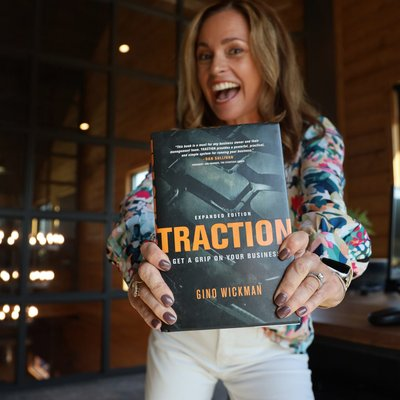 "This book is a must for any business owner and their
management team. TRACTION provides a powerful, practical,
and simple system for running your business."
—DAN SULLIVAN
EXPANDED EDITION
TRACTION
GET A GRIP ON YOUR BUSINESS
GINO WICKMAN